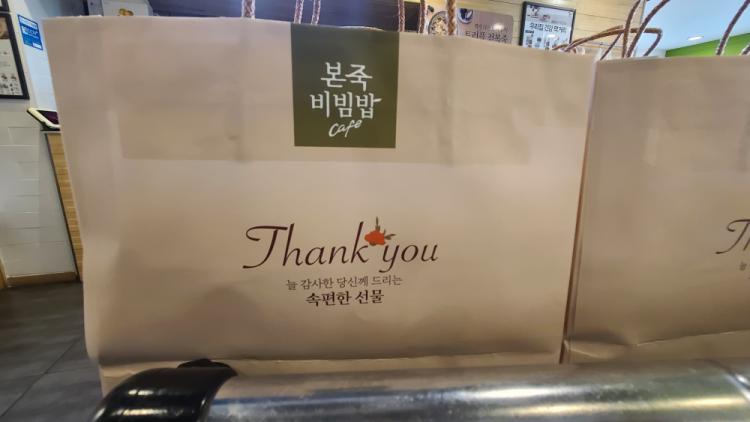 본죽
비빔밥
cafe
Thank you
늘 감사한 당신께 드리는
속편한 선물